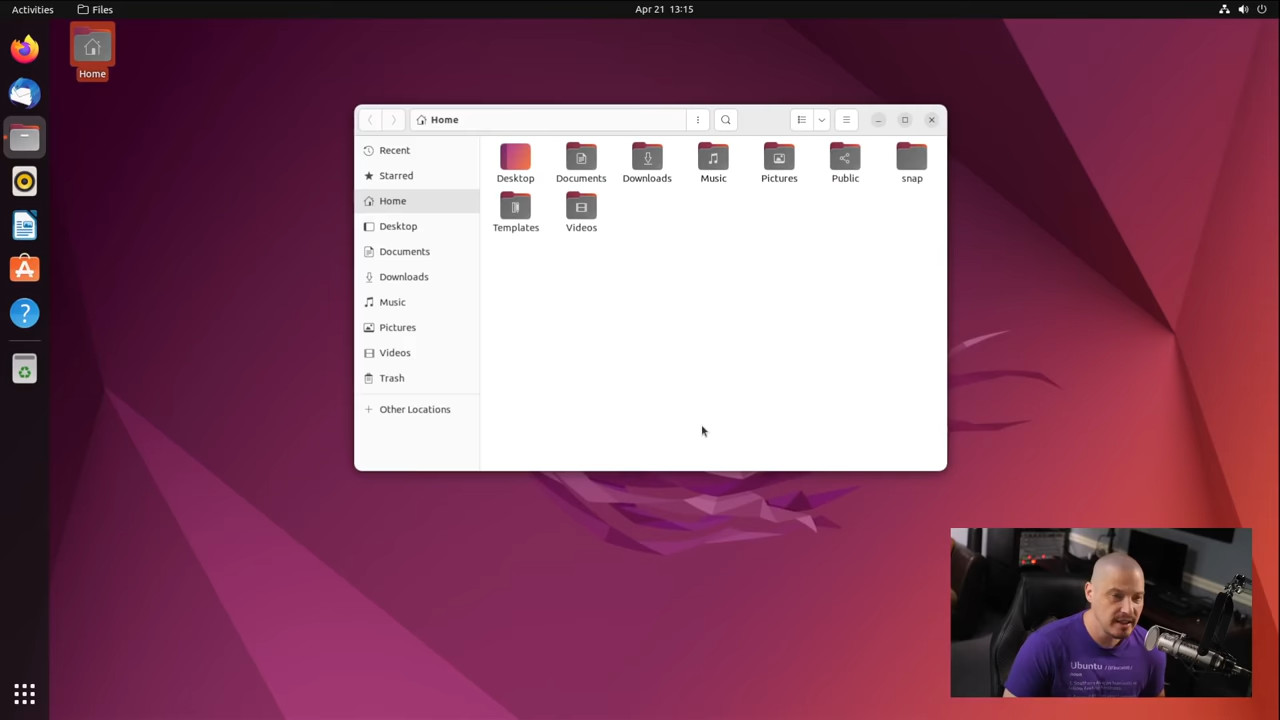 Activities
Files
Apr 21 13:15
Home
Home
Recent
Starred
Home
Desktop
Documents
Downloads
Music
Pictures
Videos
Trash
Other Locations
Desktop Documents Downloads Music Pictures Public snap
Templates Videos
?
Ubuntu